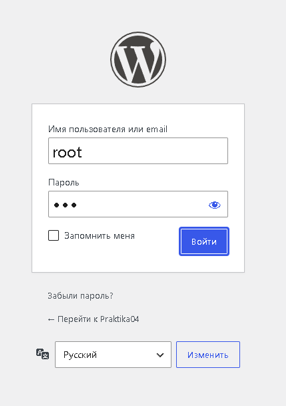 Имя пользователя или email
root
Пароль
•••
Запомнить меня
Войти
Забыли пароль?
← Перейти к Praktika04
Русский
Изменить